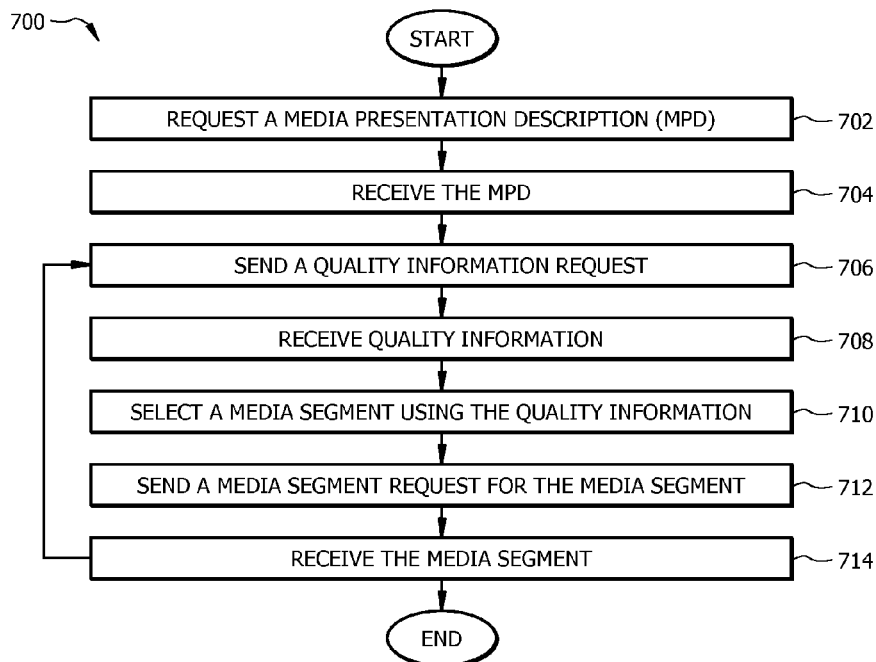 700
START
REQUEST A MEDIA PRESENTATION DESCRIPTION (MPD)
702
RECEIVE THE MPD
704
SEND A QUALITY INFORMATION REQUEST
706
RECEIVE QUALITY INFORMATION
708
SELECT A MEDIA SEGMENT USING THE QUALITY INFORMATION
710
SEND A MEDIA SEGMENT REQUEST FOR THE MEDIA SEGMENT
712
RECEIVE THE MEDIA SEGMENT
714
END